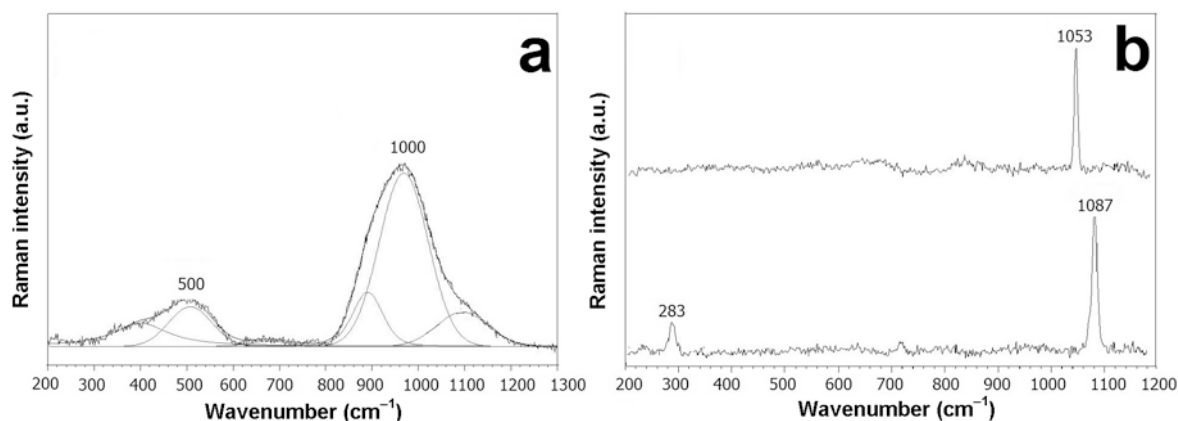 a
1000
500
Raman intensity (a.u.)
200 300 400 500 600 700 800 900 1000 1100 1200 1300
Wavenumber (cm⁻¹)
b
1053
1087
283
Raman intensity (a.u.)
200 300 400 500 600 700 800 900 1000 1100 1200
Wavenumber (cm⁻¹)